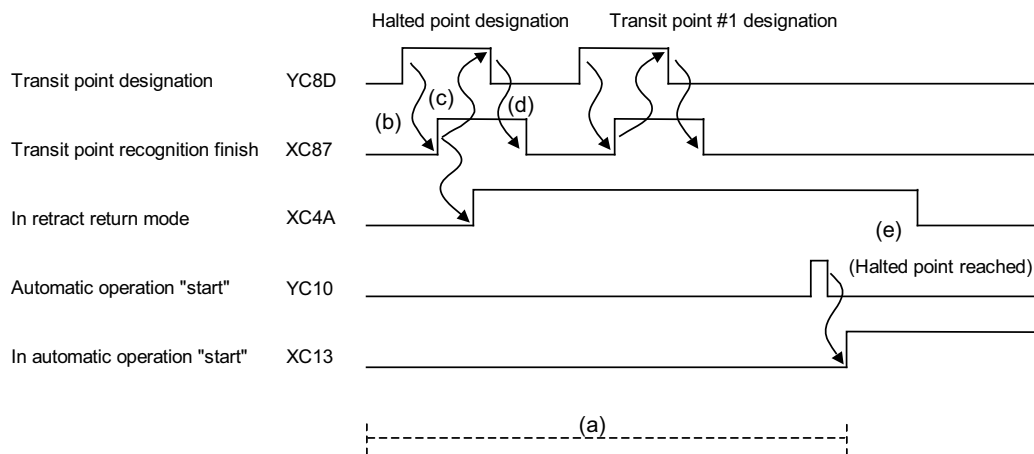 Halted point designation Transit point #1 designation
Transit point designation YC8D
(c)
(b) (d)
Transit point recognition finish XC87
In retract return mode XC4A
(e)
(Halted point reached)
Automatic operation "start" YC10
In automatic operation "start" XC13
(a)